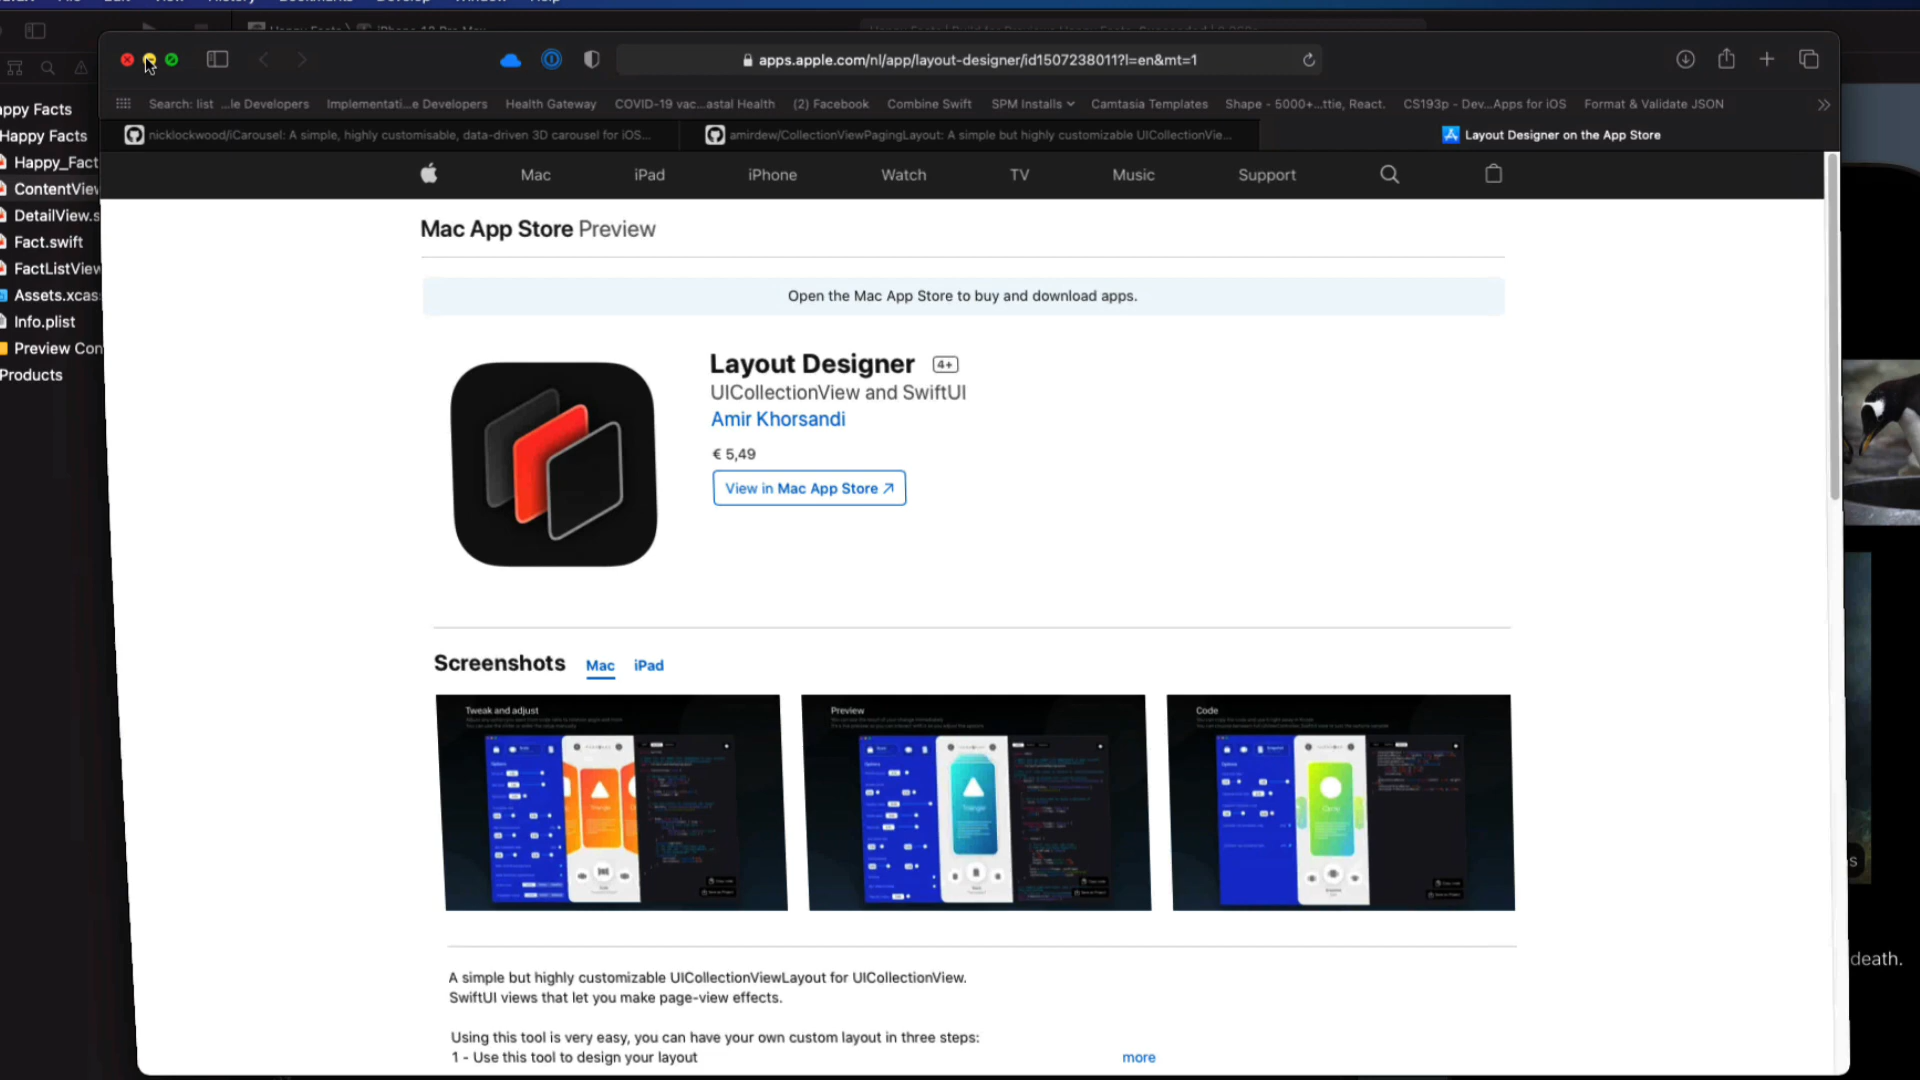 apps.apple.com/nl/app/layout-designer/id1507238011?l=en&mt=1
Search: list ...le Developers
Implementati...e Developers
Health Gateway
COVID-19 vac...astal Health
(2) Facebook
Combine Swift
SPM Installs
Camtasia Templates
Shape - 5000+...ttie, React.
CS193p - Dev...Apps for iOS
Format & Validate JSON
nicklockwood/iCarousel: A simple, highly customisable, data-driven 3D carousel for iOS...
amirdew/CollectionViewPagingLayout: A simple but highly customizable UICollectionVie...
Layout Designer on the App Store
appy Facts
Happy Facts
Happy_Fact
ContentView
DetailView.s
Fact.swift
FactListView
Assets.xcas
Info.plist
Preview Con
Products
Mac
iPad
iPhone
Watch
TV
Music
Support
Mac App Store Preview
Open the Mac App Store to buy and download apps.
Layout Designer 4+
UICollectionView and SwiftUI
Amir Khorsandi
€ 5,49
View in Mac App Store ↗
Screenshots Mac iPad
Tweak and adjust
Preview
Code
A simple but highly customizable UICollectionViewLayout for UICollectionView.
SwiftUI views that let you make page-view effects.
Using this tool is very easy, you can have your own custom layout in three steps:
1 - Use this tool to design your layout
more
s
death.